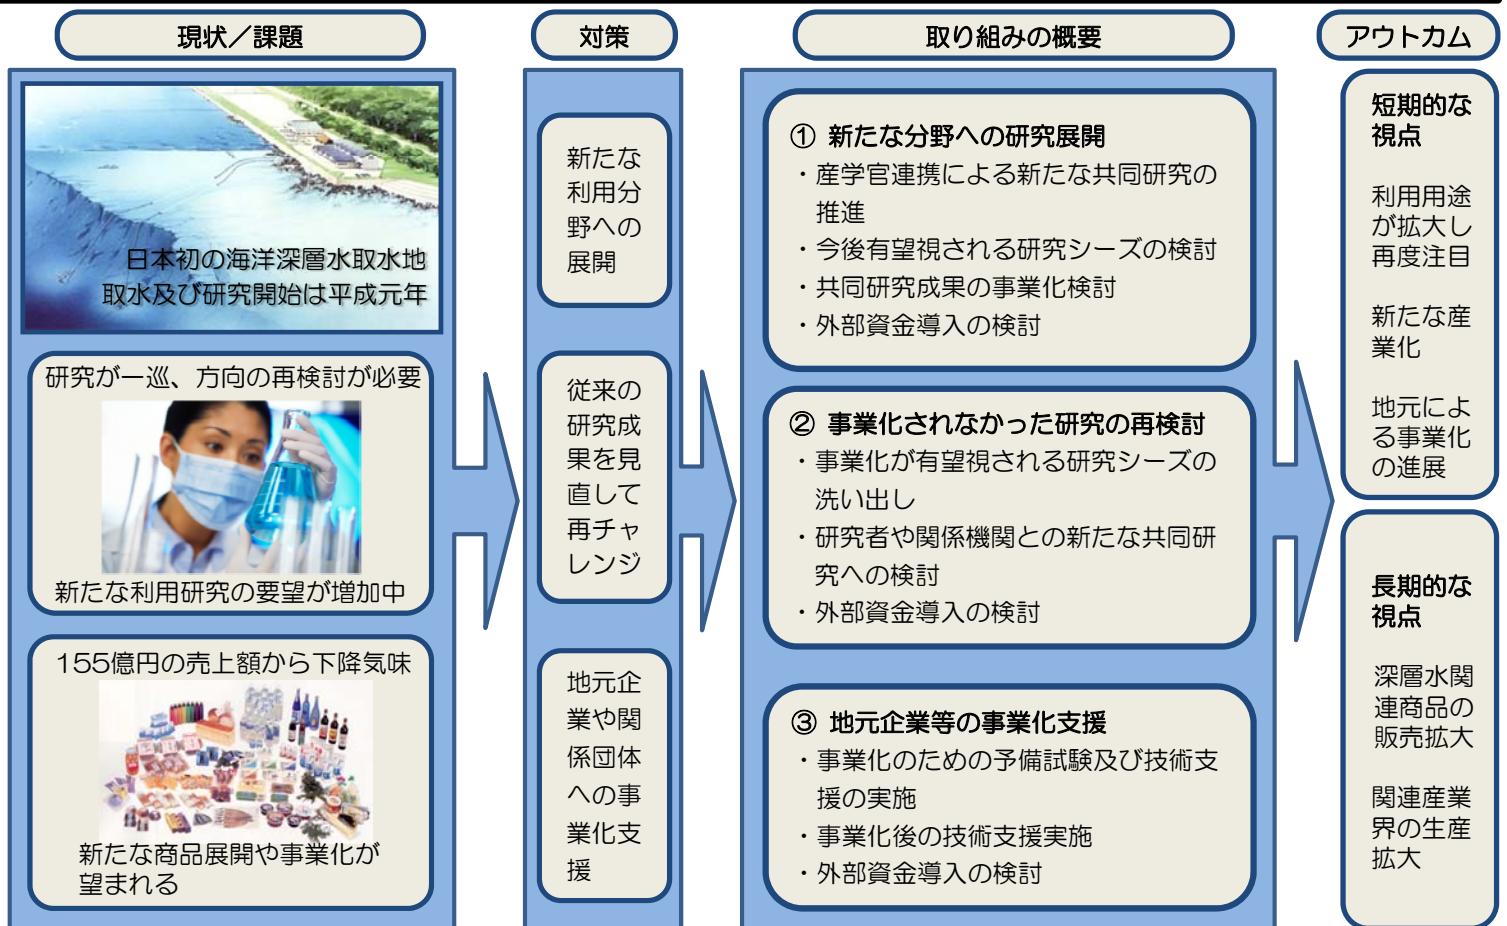 現状／課題
日本初の海洋深層水取水地
取水及び研究開始は平成元年
研究が一巡、方向の再検討が必要
新たな利用研究の要望が増加中
155億円の売上額から下降気味
新たな商品展開や事業化が
望まれる
対策
新たな
利用分
野への
展開
従来の
研究成
果を見
直して
再チャ
レンジ
地元企
業や関
係団体
への事
業化支
援
取り組みの概要
① 新たな分野への研究展開
・産学官連携による新たな共同研究の
推進
・今後有望視される研究シーズの検討
・共同研究成果の事業化検討
・外部資金導入の検討
② 事業化されなかった研究の再検討
・事業化が有望視される研究シーズの
洗い出し
・研究者や関係機関との新たな共同研
究への検討
・外部資金導入の検討
③ 地元企業等の事業化支援
・事業化のための予備試験及び技術支
援の実施
・事業化後の技術支援実施
・外部資金導入の検討
アウトカム
短期的な
視点
利用用途
が拡大し
再度注目
新たな産
業化
地元によ
る事業化
の進展
長期的な
視点
深層水関
連商品の
販売拡大
関連産業
界の生産
拡大